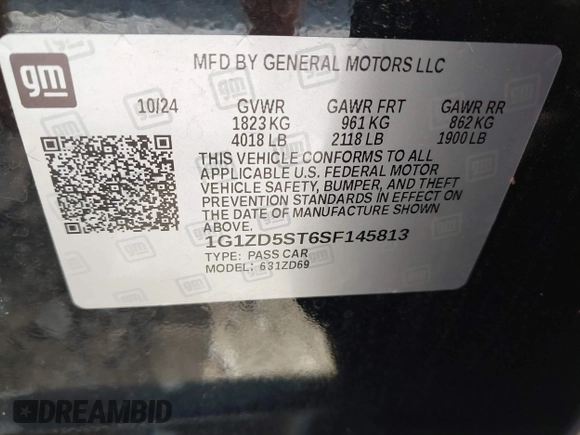 gm
MFD BY GENERAL MOTORS LLC
10/24 GVWR GAWR FRT GAWR RR
1823 KG 961 KG 862 KG
4018 LB 2118 LB 1900 LB
THIS VEHICLE CONFORMS TO ALL
APPLICABLE U.S. FEDERAL MOTOR
VEHICLE SAFETY, BUMPER, AND THEFT
PREVENTION STANDARDS IN EFFECT ON
THE DATE OF MANUFACTURE SHOWN
ABOVE.
1G1ZD5ST6SF145813
TYPE: PASS CAR
MODEL: 631ZD69
DREAMBID